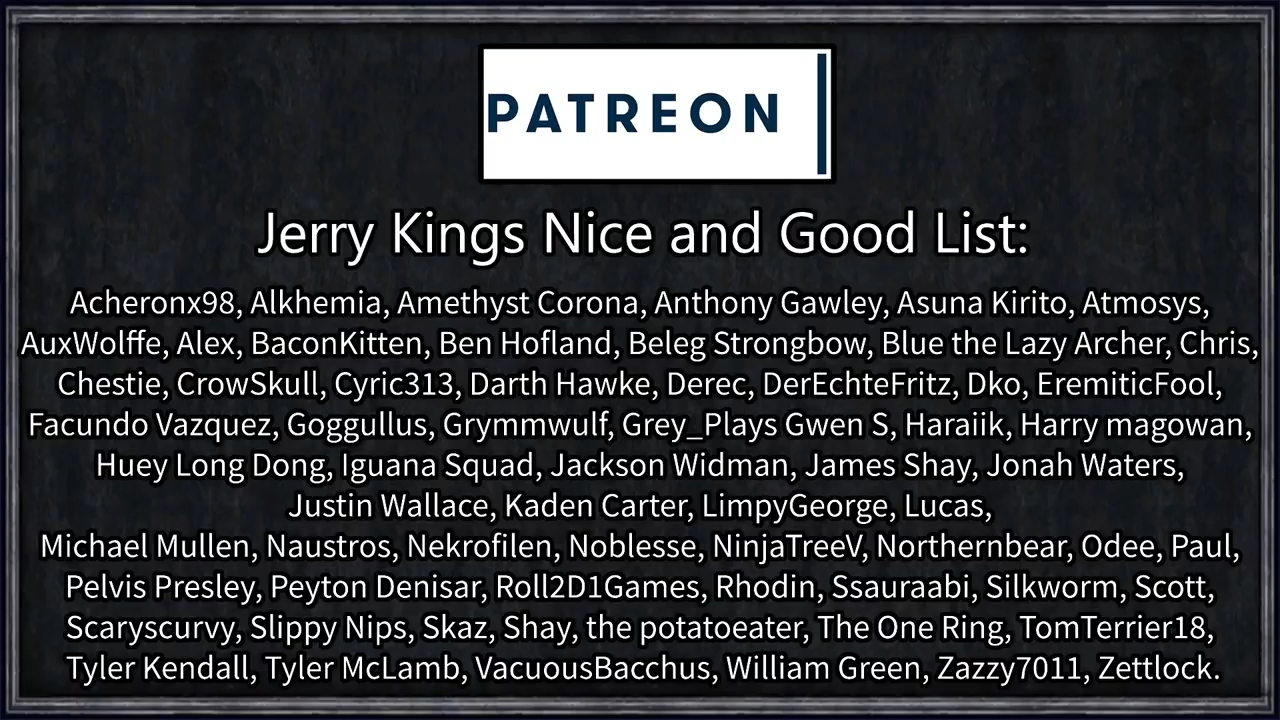 PATREON
Jerry Kings Nice and Good List:
Acheronx98, Alkhemia, Amethyst Corona, Anthony Gawley, Asuna Kirito, Atmosys,
AuxWolffe, Alex, BaconKitten, Ben Hofland, Beleg Strongbow, Blue the Lazy Archer, Chris,
Chestie, CrowSkull, Cyric313, Darth Hawke, Derec, DerEchteFritz, Dko, EremiticFool,
Facundo Vazquez, Goggullus, Grymmwulf, Grey_Plays Gwen S, Haraiik, Harry magowan,
Huey Long Dong, Iguana Squad, Jackson Widman, James Shay, Jonah Waters,
Justin Wallace, Kaden Carter, LimpyGeorge, Lucas,
Michael Mullen, Naustros, Nekrofilen, Noblesse, NinjaTreeV, Northernbear, Odee, Paul,
Pelvis Presley, Peyton Denisar, Roll2D1Games, Rhodin, Ssauraabi, Silkworm, Scott,
Scaryscurvy, Slippy Nips, Skaz, Shay, the potatoeater, The One Ring, TomTerrier18,
Tyler Kendall, Tyler McLamb, VacuousBacchus, William Green, Zazzy7011, Zettlock.